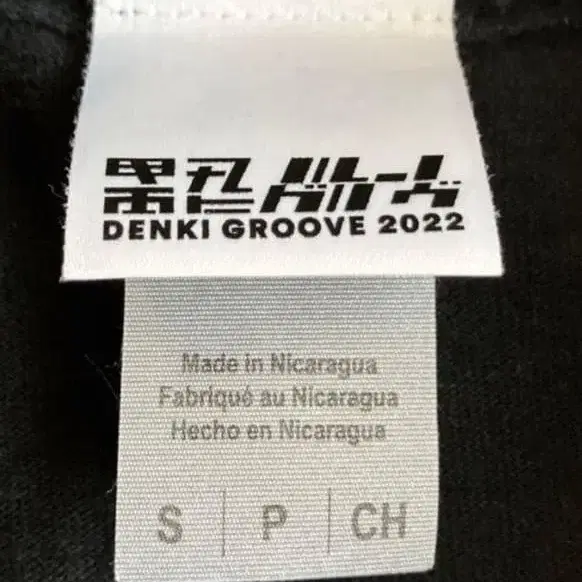 電気グルーヴ
DENKI GROOVE 2022
Made in Nicaragua
Fabriqué au Nicaragua
Hecho en Nicaragua
S | P | CH